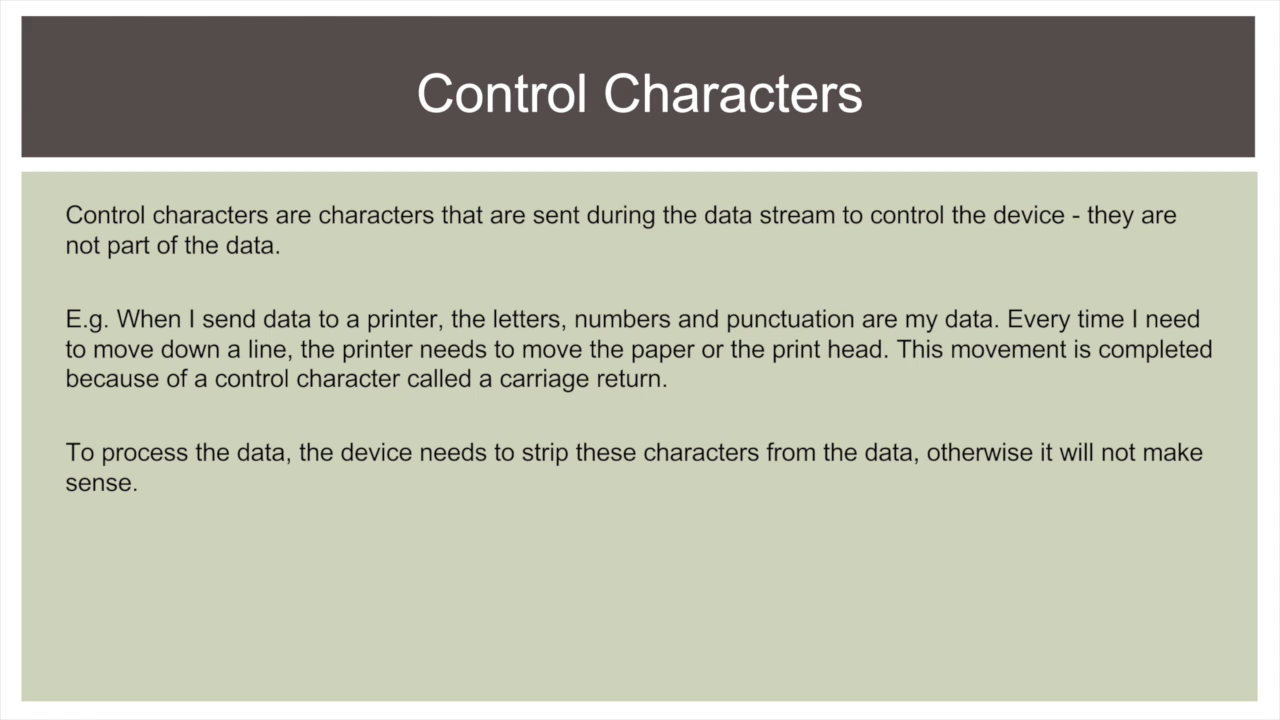 Control Characters
Control characters are characters that are sent during the data stream to control the device - they are
not part of the data.
E.g. When I send data to a printer, the letters, numbers and punctuation are my data. Every time I need
to move down a line, the printer needs to move the paper or the print head. This movement is completed
because of a control character called a carriage return.
To process the data, the device needs to strip these characters from the data, otherwise it will not make
sense.